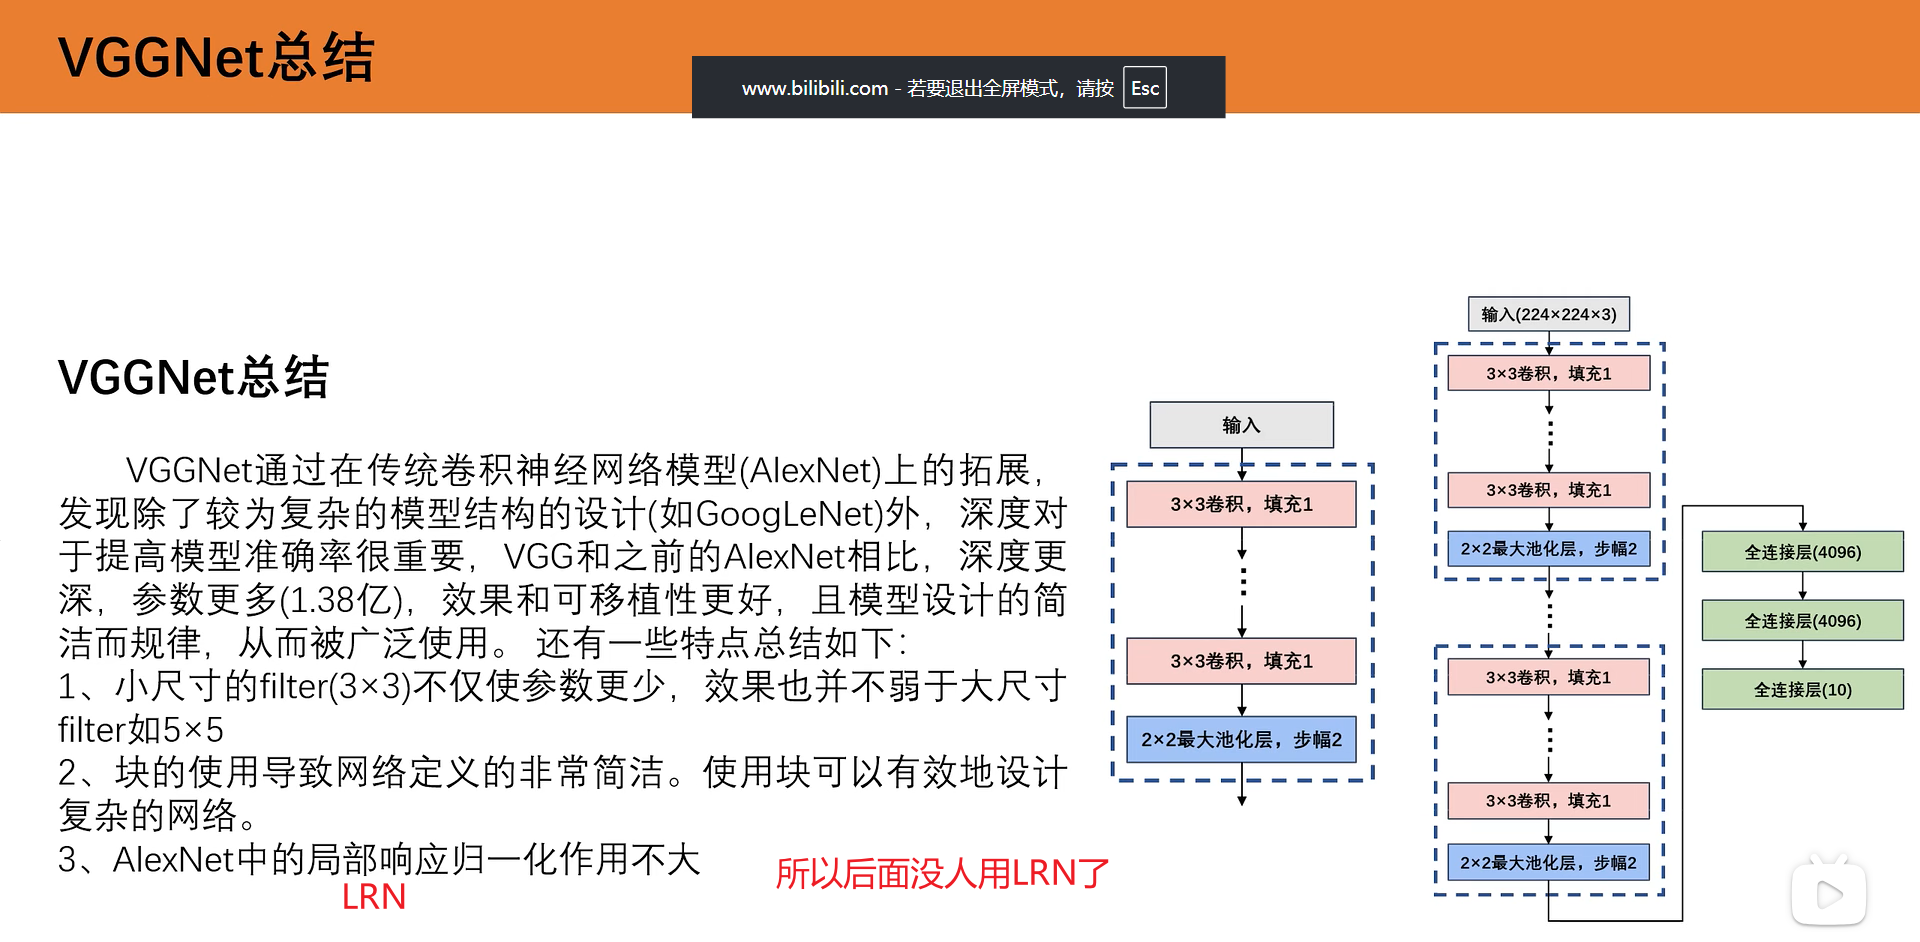 VGGNet总结
www.bilibili.com - 若要退出全屏模式，请按 Esc
VGGNet总结
VGGNet通过在传统卷积神经网络模型(AlexNet)上的拓展，
发现除了较为复杂的模型结构的设计(如GoogLeNet)外，深度对
于提高模型准确率很重要，VGG和之前的AlexNet相比，深度更
深，参数更多(1.38亿)，效果和可移植性更好，且模型设计的简
洁而规律，从而被广泛使用。 还有一些特点总结如下：
1、小尺寸的filter(3×3)不仅使参数更少，效果也并不弱于大尺寸
filter如5×5
2、块的使用导致网络定义的非常简洁。使用块可以有效地设计
复杂的网络。
3、AlexNet中的局部响应归一化作用不大
LRN
所以后面没人用LRN了
输入
3×3卷积，填充1
3×3卷积，填充1
2×2最大池化层，步幅2
输入(224×224×3)
3×3卷积，填充1
3×3卷积，填充1
2×2最大池化层，步幅2
3×3卷积，填充1
3×3卷积，填充1
2×2最大池化层，步幅2
全连接层(4096)
全连接层(4096)
全连接层(10)